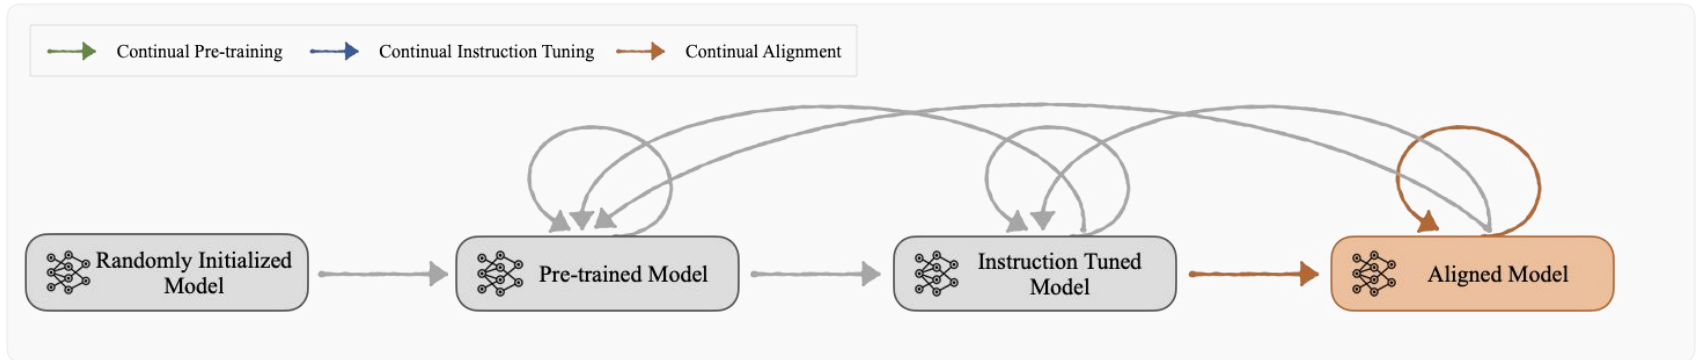 Continual Pre-training
Continual Instruction Tuning
Continual Alignment
Randomly Initialized
Model
Pre-trained Model
Instruction Tuned
Model
Aligned Model